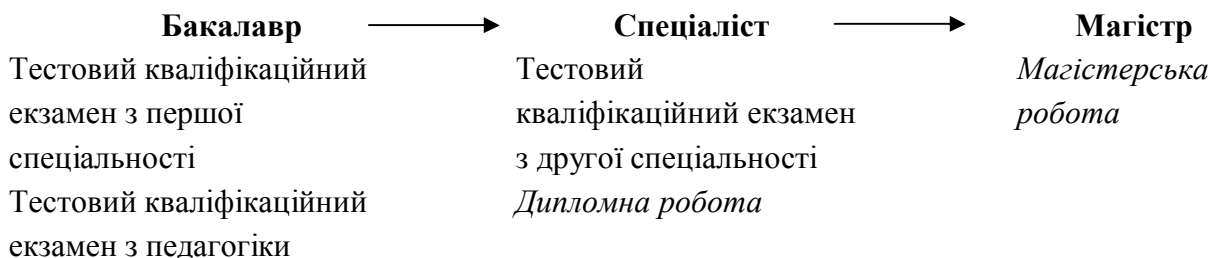 Бакалавр Спеціаліст Магістр
Тестовий кваліфікаційний Тестовий Магістерська
екзамен з першої кваліфікаційний екзамен робота
спеціальності з другої спеціальності
Тестовий кваліфікаційний Дипломна робота
екзамен з педагогіки